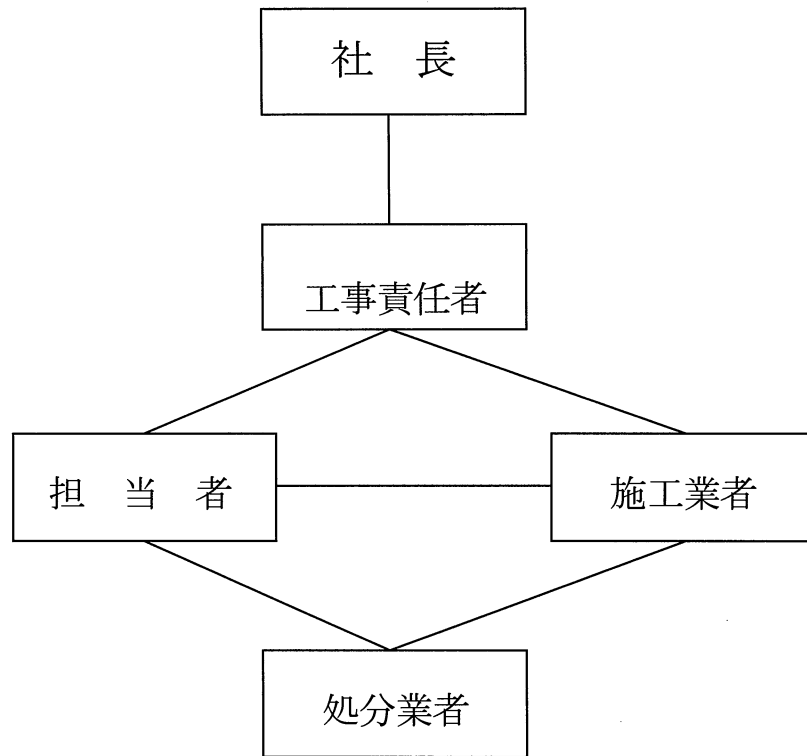 社　長
工事責任者
担　当　者
施工業者
処分業者